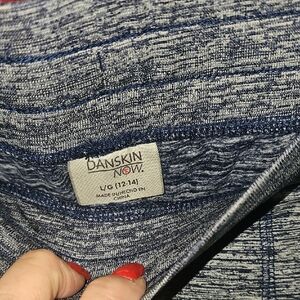 DANSKIN
NOW.
L/G (12-14)
MADE IN/HECHO EN
CHINA